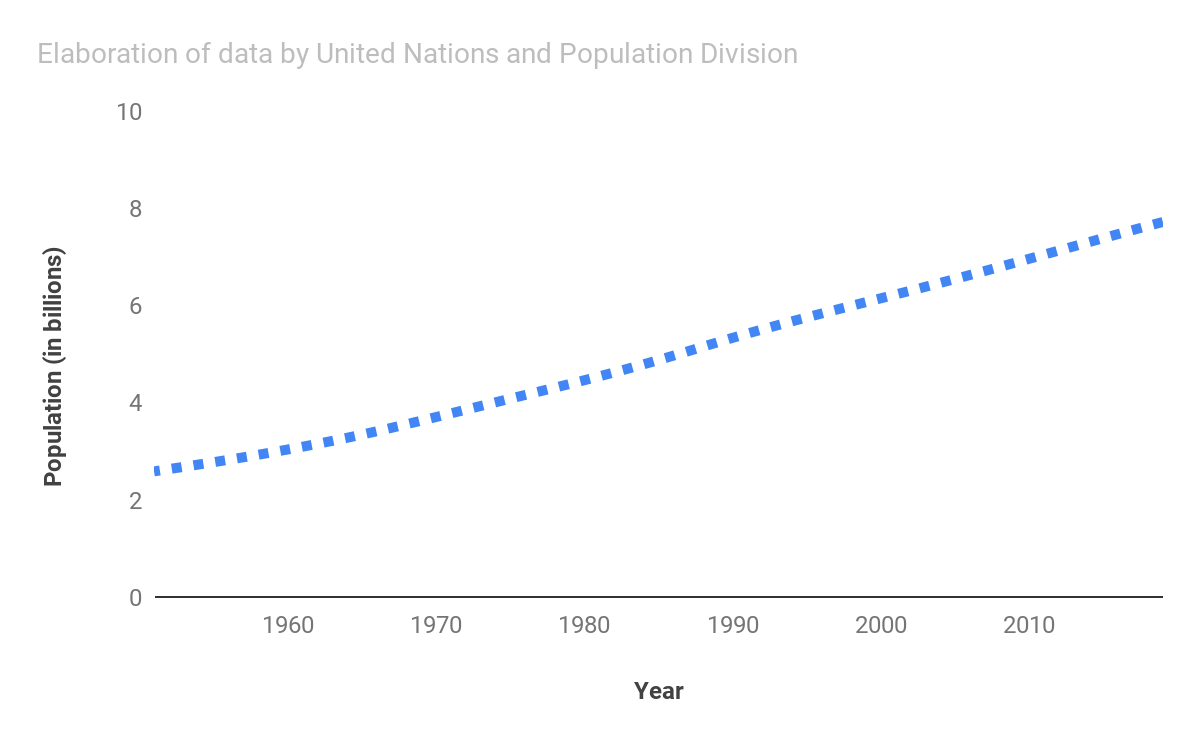 Elaboration of data by United Nations and Population Division
10
8
6
4
2
0
Population (in billions)
1960 1970 1980 1990 2000 2010
Year